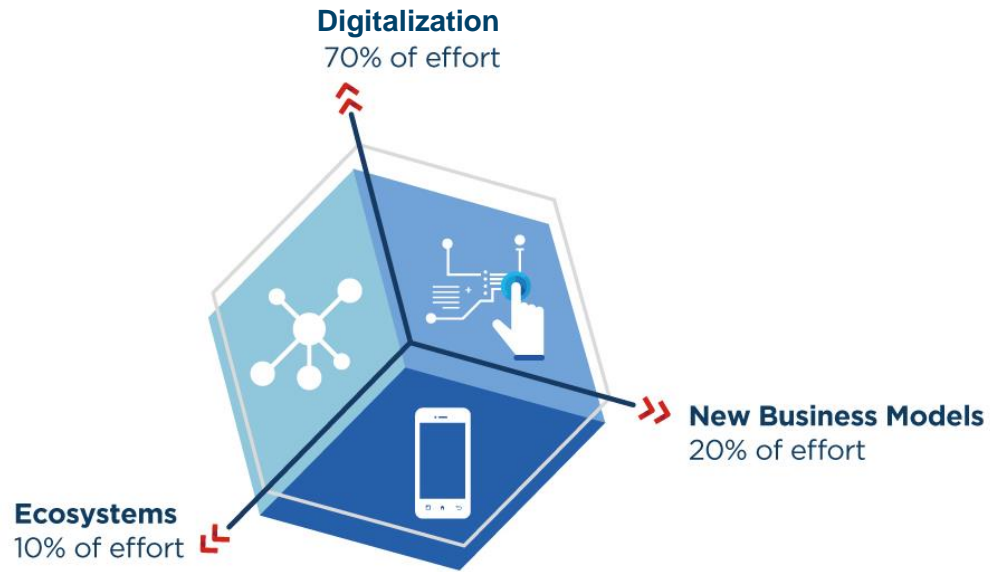 Digitalization
70% of effort
New Business Models
20% of effort
Ecosystems
10% of effort